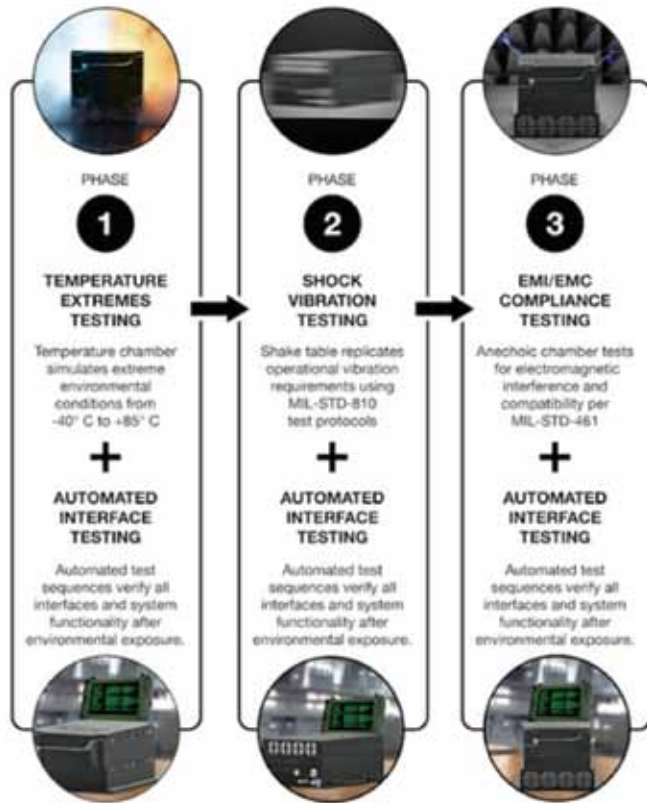 PHASE
1
TEMPERATURE
EXTREMES
TESTING
Temperature chamber
simulates extreme
environmental
conditions from
-40° C to +85° C
+
AUTOMATED
INTERFACE
TESTING
Automated test
sequences verify all
interfaces and system
functionality after
environmental exposure.
PHASE
2
SHOCK
VIBRATION
TESTING
Shake table replicates
operational vibration
requirements using
MIL-STD-810
test protocols
+
AUTOMATED
INTERFACE
TESTING
Automated test
sequences verify all
interfaces and system
functionality after
environmental exposure.
PHASE
3
EMI/EMC
COMPLIANCE
TESTING
Anechoic chamber tests
for electromagnetic
interference and
compatibility per
MIL-STD-461
+
AUTOMATED
INTERFACE
TESTING
Automated test
sequences verify all
interfaces and system
functionality after
environmental exposure.